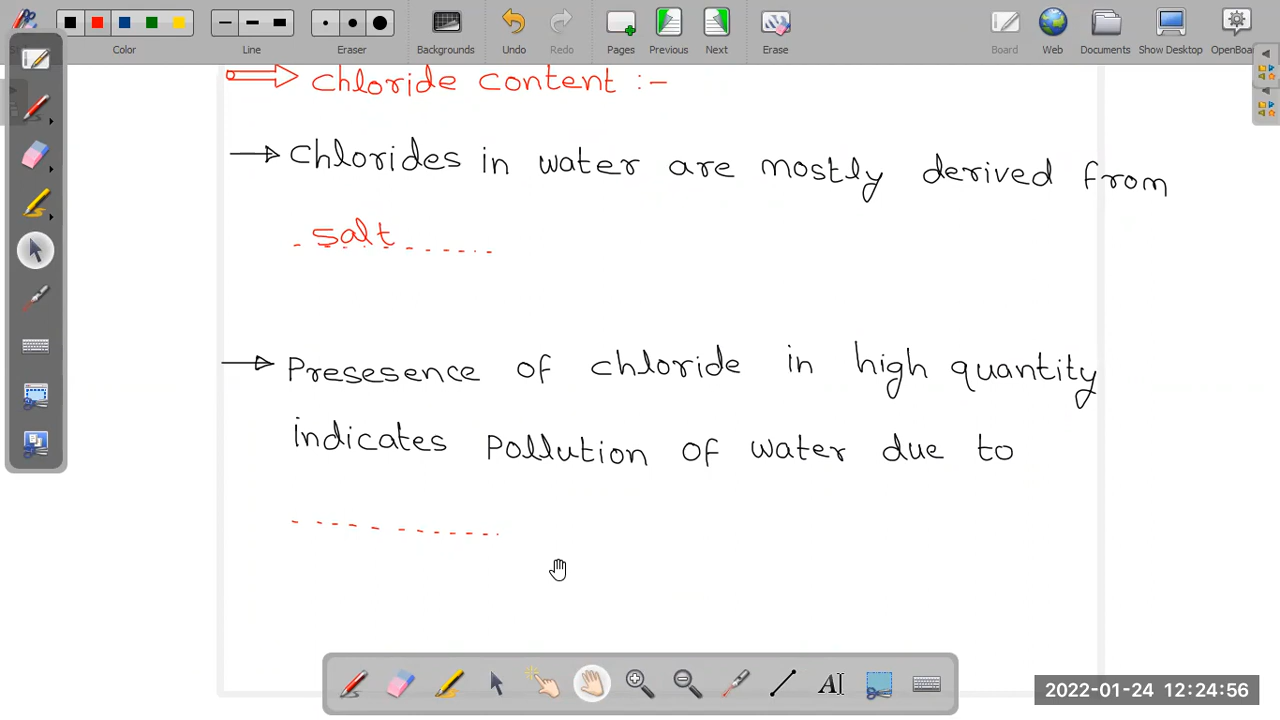 Color
Line
Eraser
Backgrounds
Undo
Redo
Pages
Previous
Next
Erase
Board
Web
Documents
Show Desktop
OpenBoa
chloride content :-
Chlorides in water are mostly derived from
salt
Presesence of chloride in high quantity
indicates pollution of water due to
2022-01-24 12:24:56